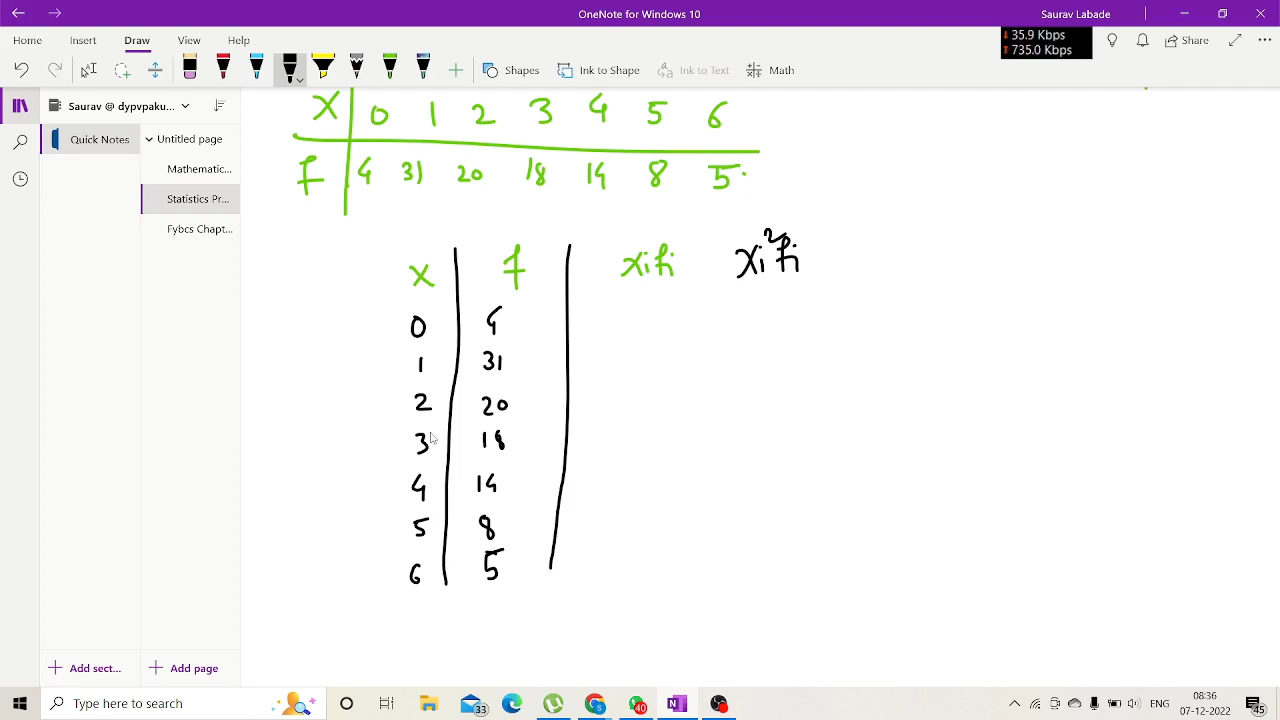 OneNote for Windows 10
Saurav Labade
Home Insert Draw View Help
35.9 Kbps
735.0 Kbps
Share
Shapes
Ink to Shape
Ink to Text
Math
Saurav @ dypvpaku...
Untitled page
Quick Notes
Mathematic...
Statistics Pr...
Fybcs Chapt...
X 0 1 2 3 4 5 6
f 4 31 20 18 14 8 5.
x f xifi xi²fi
0 4
1 31
2 20
3 18
4 14
5 8
6 5
Add sect...
Add page
Type here to search
33
40
ENG
08:36
07-12-2022
45